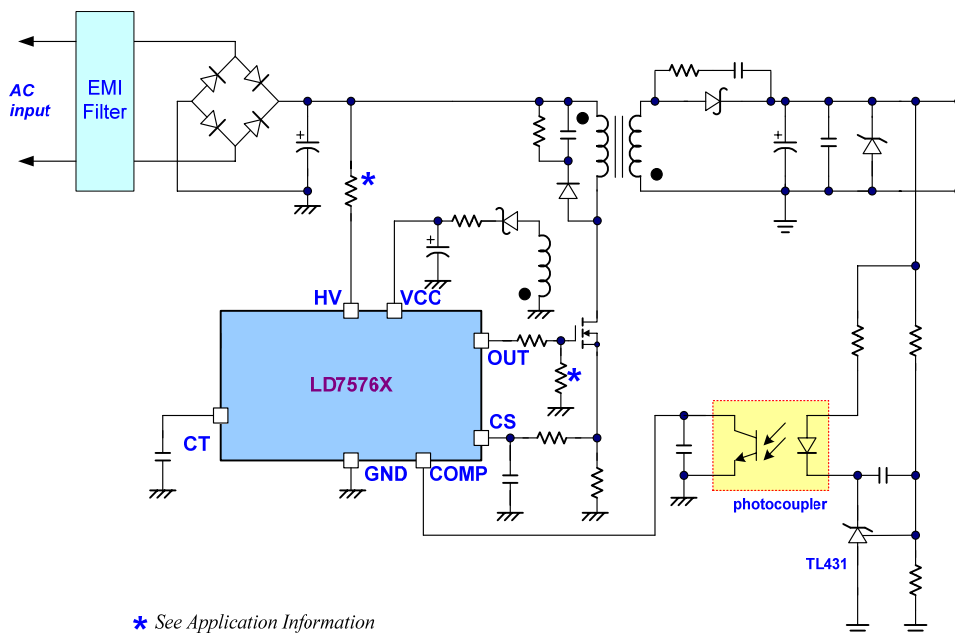 AC
input
EMI
Filter
+
+
+
*
HV
VCC
OUT
LD7576X
*
CT
CS
GND
COMP
photocoupler
TL431
* See Application Information